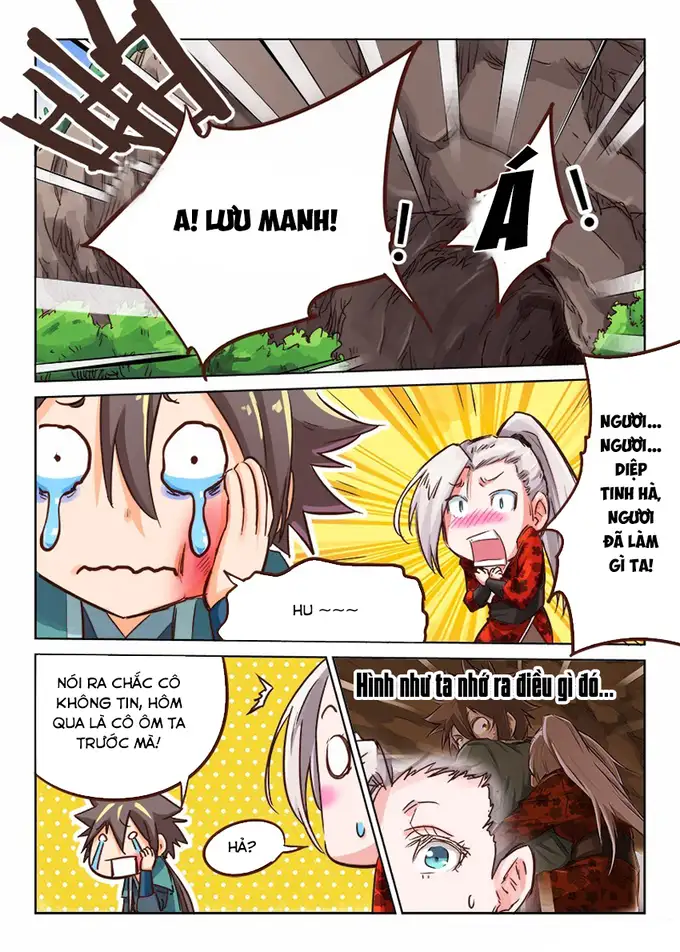 A! LƯU MANH!
!
Á
!
NGƯƠI...
NGƯƠI...
DIỆP
TINH HÀ,
NGƯƠI
ĐÃ LÀM
GÌ TA!
HU ~~~
NÓI RA CHẮC CÔ
KHÔNG TIN, HÔM
QUA LÀ CÔ ÔM TA
TRƯỚC MÀ!
HẢ?
Hình như ta nhớ ra điều gì đó...